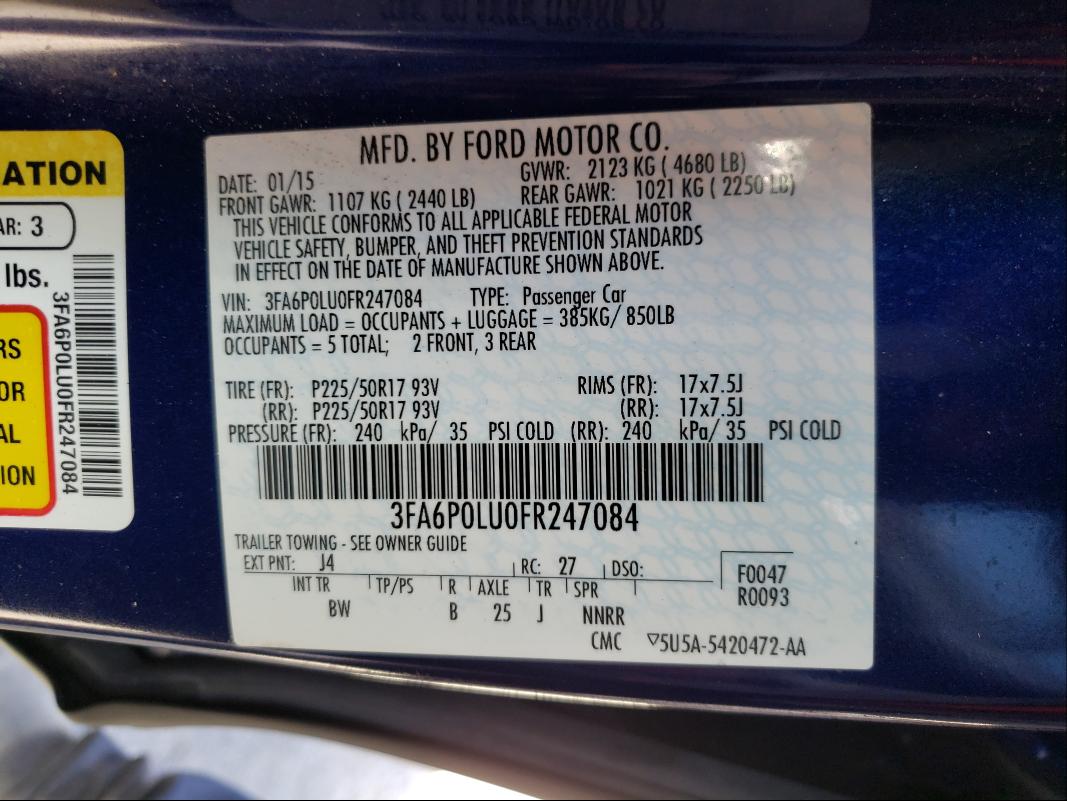 MFD. BY FORD MOTOR CO.
DATE: 01/15 GVWR: 2123 KG ( 4680 LB)
FRONT GAWR: 1107 KG ( 2440 LB) REAR GAWR: 1021 KG ( 2250 LB)
THIS VEHICLE CONFORMS TO ALL APPLICABLE FEDERAL MOTOR
VEHICLE SAFETY, BUMPER, AND THEFT PREVENTION STANDARDS
IN EFFECT ON THE DATE OF MANUFACTURE SHOWN ABOVE.
VIN: 3FA6P0LU0FR247084 TYPE: Passenger Car
MAXIMUM LOAD = OCCUPANTS + LUGGAGE = 385KG/ 850LB
OCCUPANTS = 5 TOTAL; 2 FRONT, 3 REAR
TIRE (FR): P225/50R17 93V RIMS (FR): 17x7.5J
(RR): P225/50R17 93V (RR): 17x7.5J
PRESSURE (FR): 240 kPa/ 35 PSI COLD (RR): 240 kPa/ 35 PSI COLD
3FA6P0LU0FR247084
TRAILER TOWING - SEE OWNER GUIDE
EXT PNT: J4 RC: 27 DSO:
INT TR TP/PS R AXLE TR SPR
BW B 25 J NNRR
F0047
R0093
CMC ▽5U5A-5420472-AA
ATION
AR: 3
lbs.
3FA6P0LU0FR247084
RS
OR
AL
ION